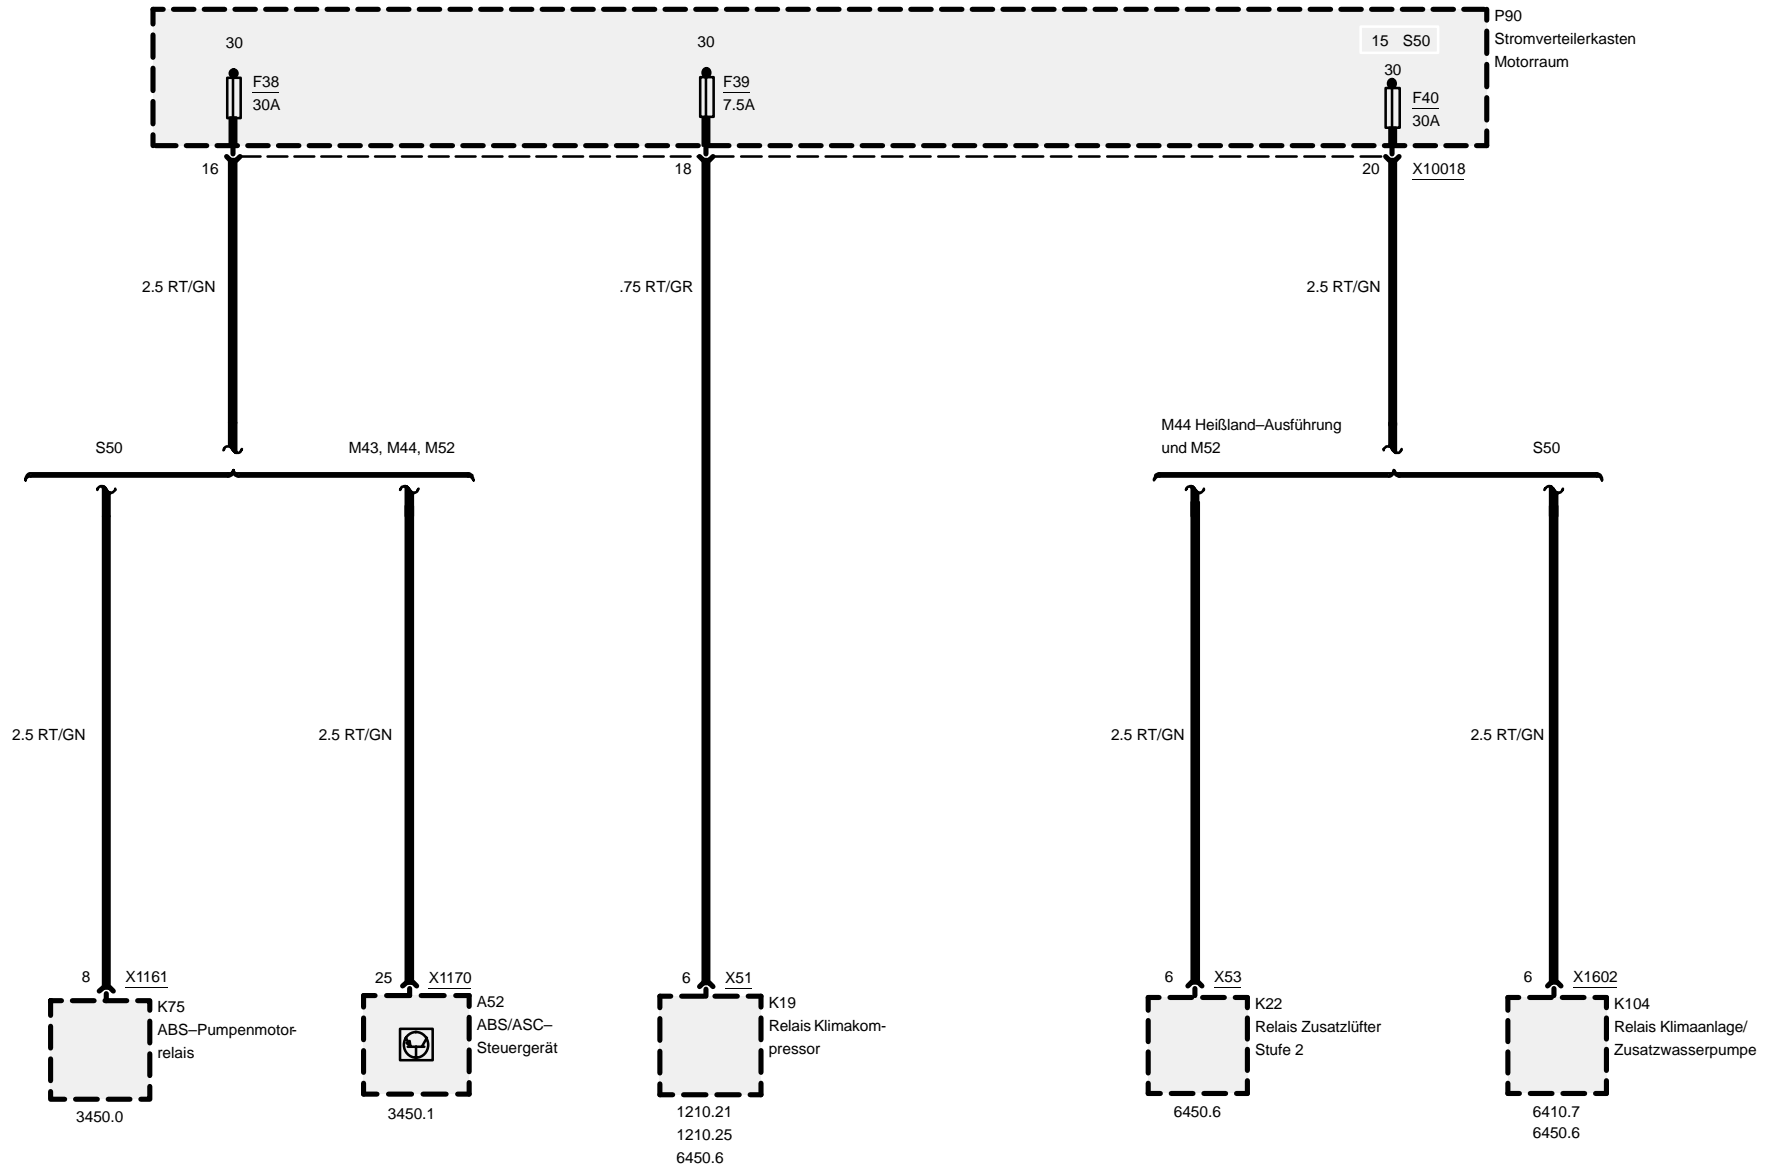 P90
Stromverteilerkasten
Motorraum
30
30
15 S50
30
F38
30A
F39
7.5A
F40
30A
16
18
20
X10018
2.5 RT/GN
.75 RT/GR
2.5 RT/GN
S50
M43, M44, M52
M44 Heißland–Ausführung
und M52
S50
2.5 RT/GN
2.5 RT/GN
2.5 RT/GN
2.5 RT/GN
8
X1161
K75
ABS–Pumpenmotor-
relais
3450.0
25
X1170
A52
ABS/ASC–
Steuergerät
3450.1
6
X51
K19
Relais Klimakom-
pressor
1210.21
1210.25
6450.6
6
X53
K22
Relais Zusatzlüfter
Stufe 2
6450.6
6
X1602
K104
Relais Klimaanlage/
Zusatzwasserpumpe
6410.7
6450.6